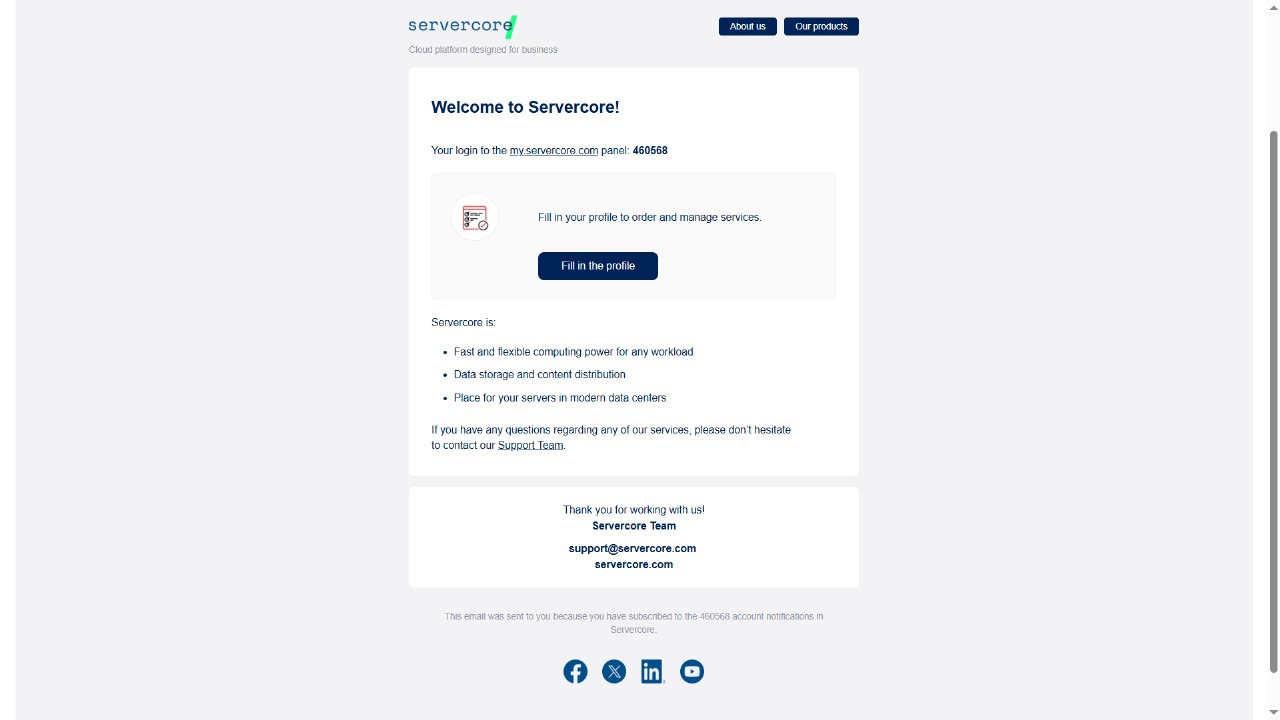 servercore
About us
Our products
Cloud platform designed for business
Welcome to Servercore!
Your login to the my.servercore.com panel: 460568
Fill in your profile to order and manage services.
Fill in the profile
Servercore is:
• Fast and flexible computing power for any workload
• Data storage and content distribution
• Place for your servers in modern data centers
If you have any questions regarding any of our services, please don’t hesitate
to contact our Support Team.
Thank you for working with us!
Servercore Team
support@servercore.com
servercore.com
This email was sent to you because you have subscribed to the 460568 account notifications in
Servercore.